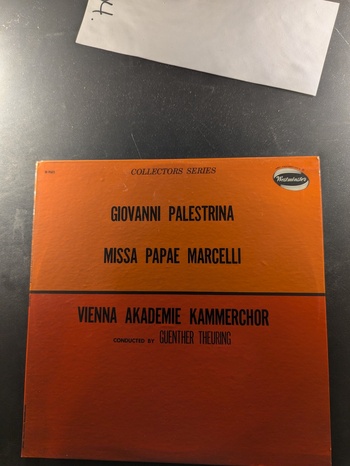 COLLECTORS SERIES
Westminster
GIOVANNI PALESTRINA
MISSA PAPAE MARCELLI
VIENNA AKADEMIE KAMMERCHOR
CONDUCTED BY GUENTHER THEURING